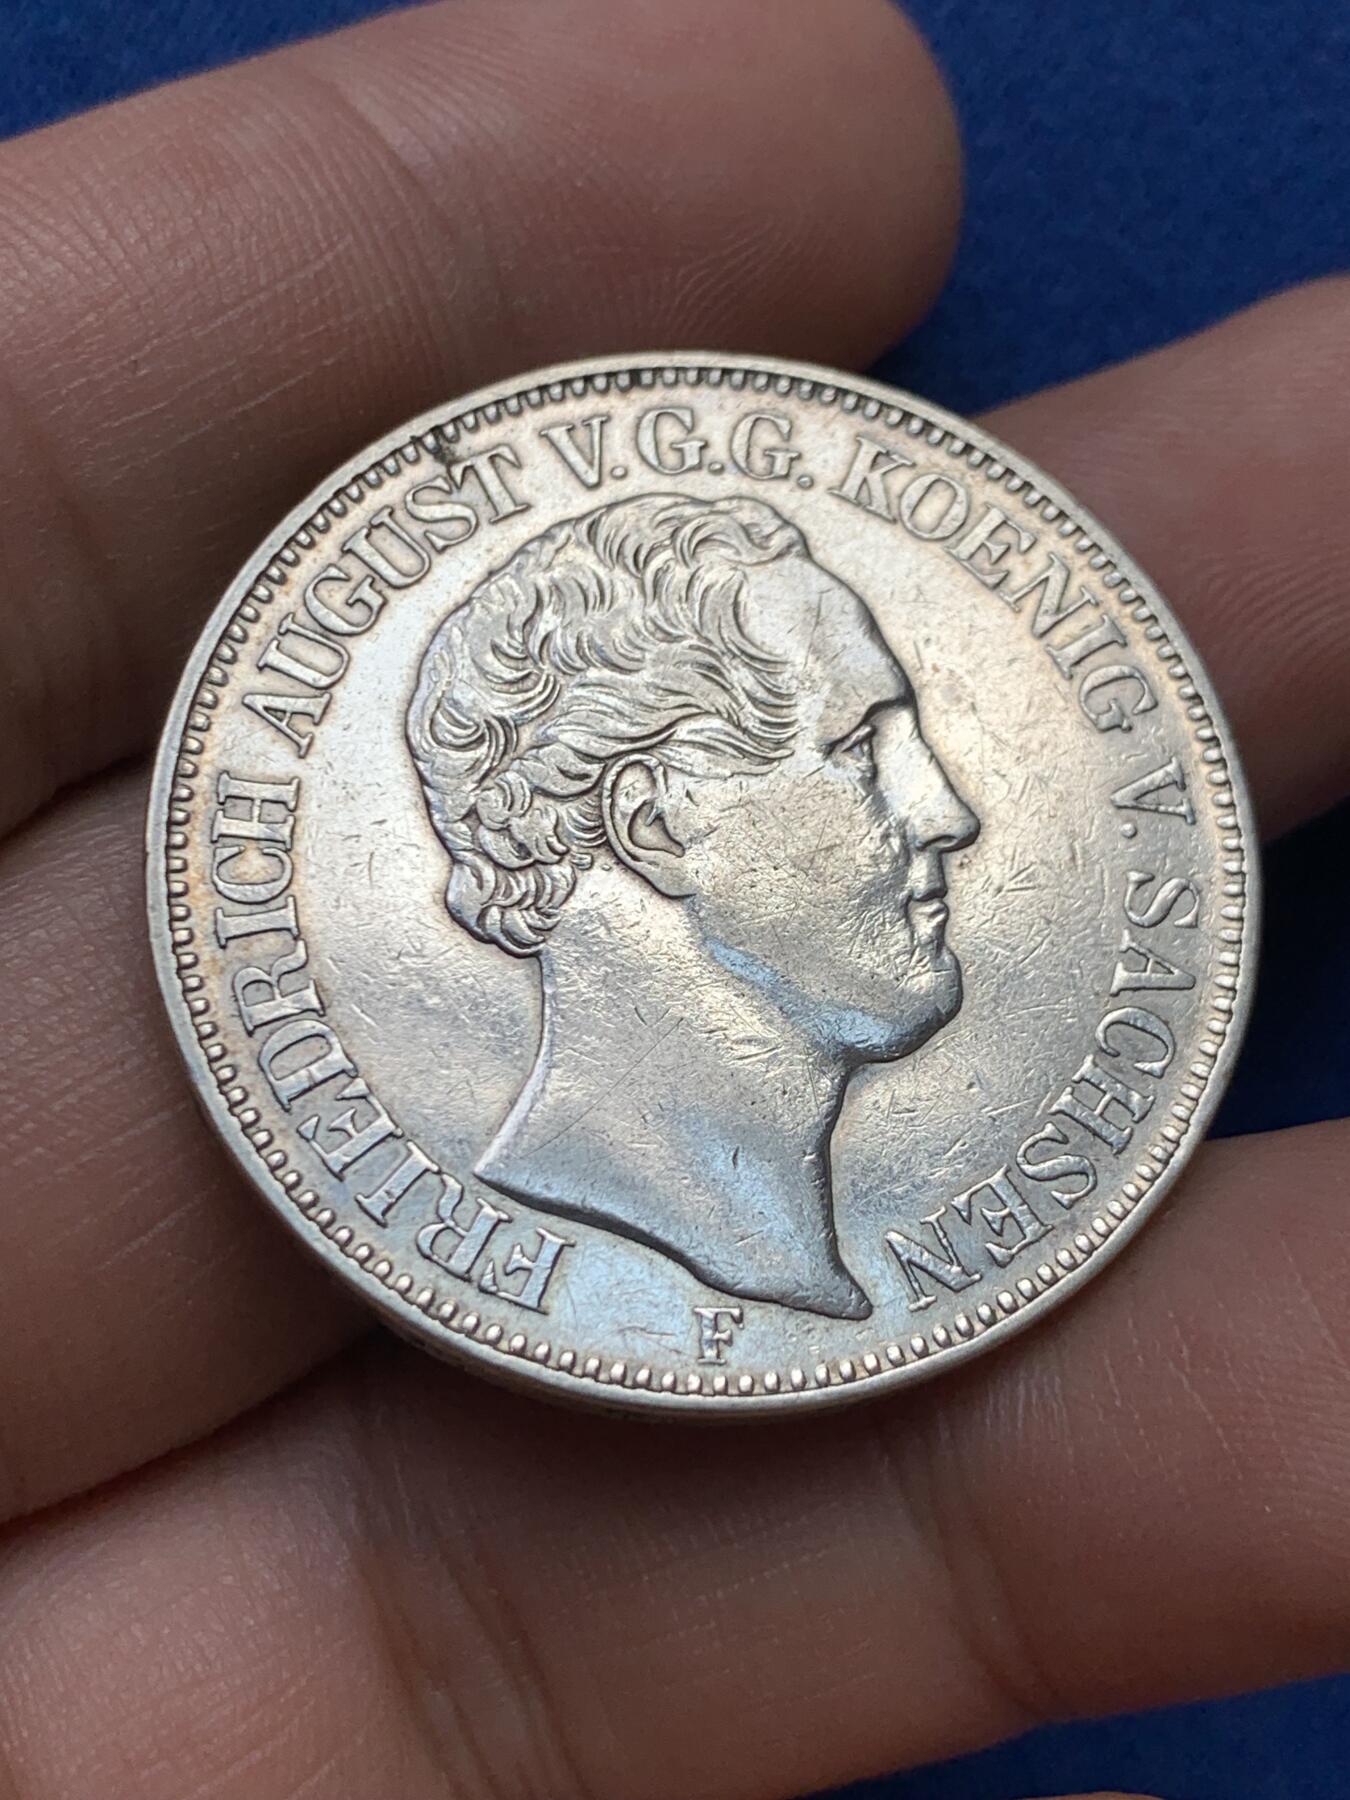 FRIEDRICH AUGUST V.G.G. KOENIG V. SACHSEN
F